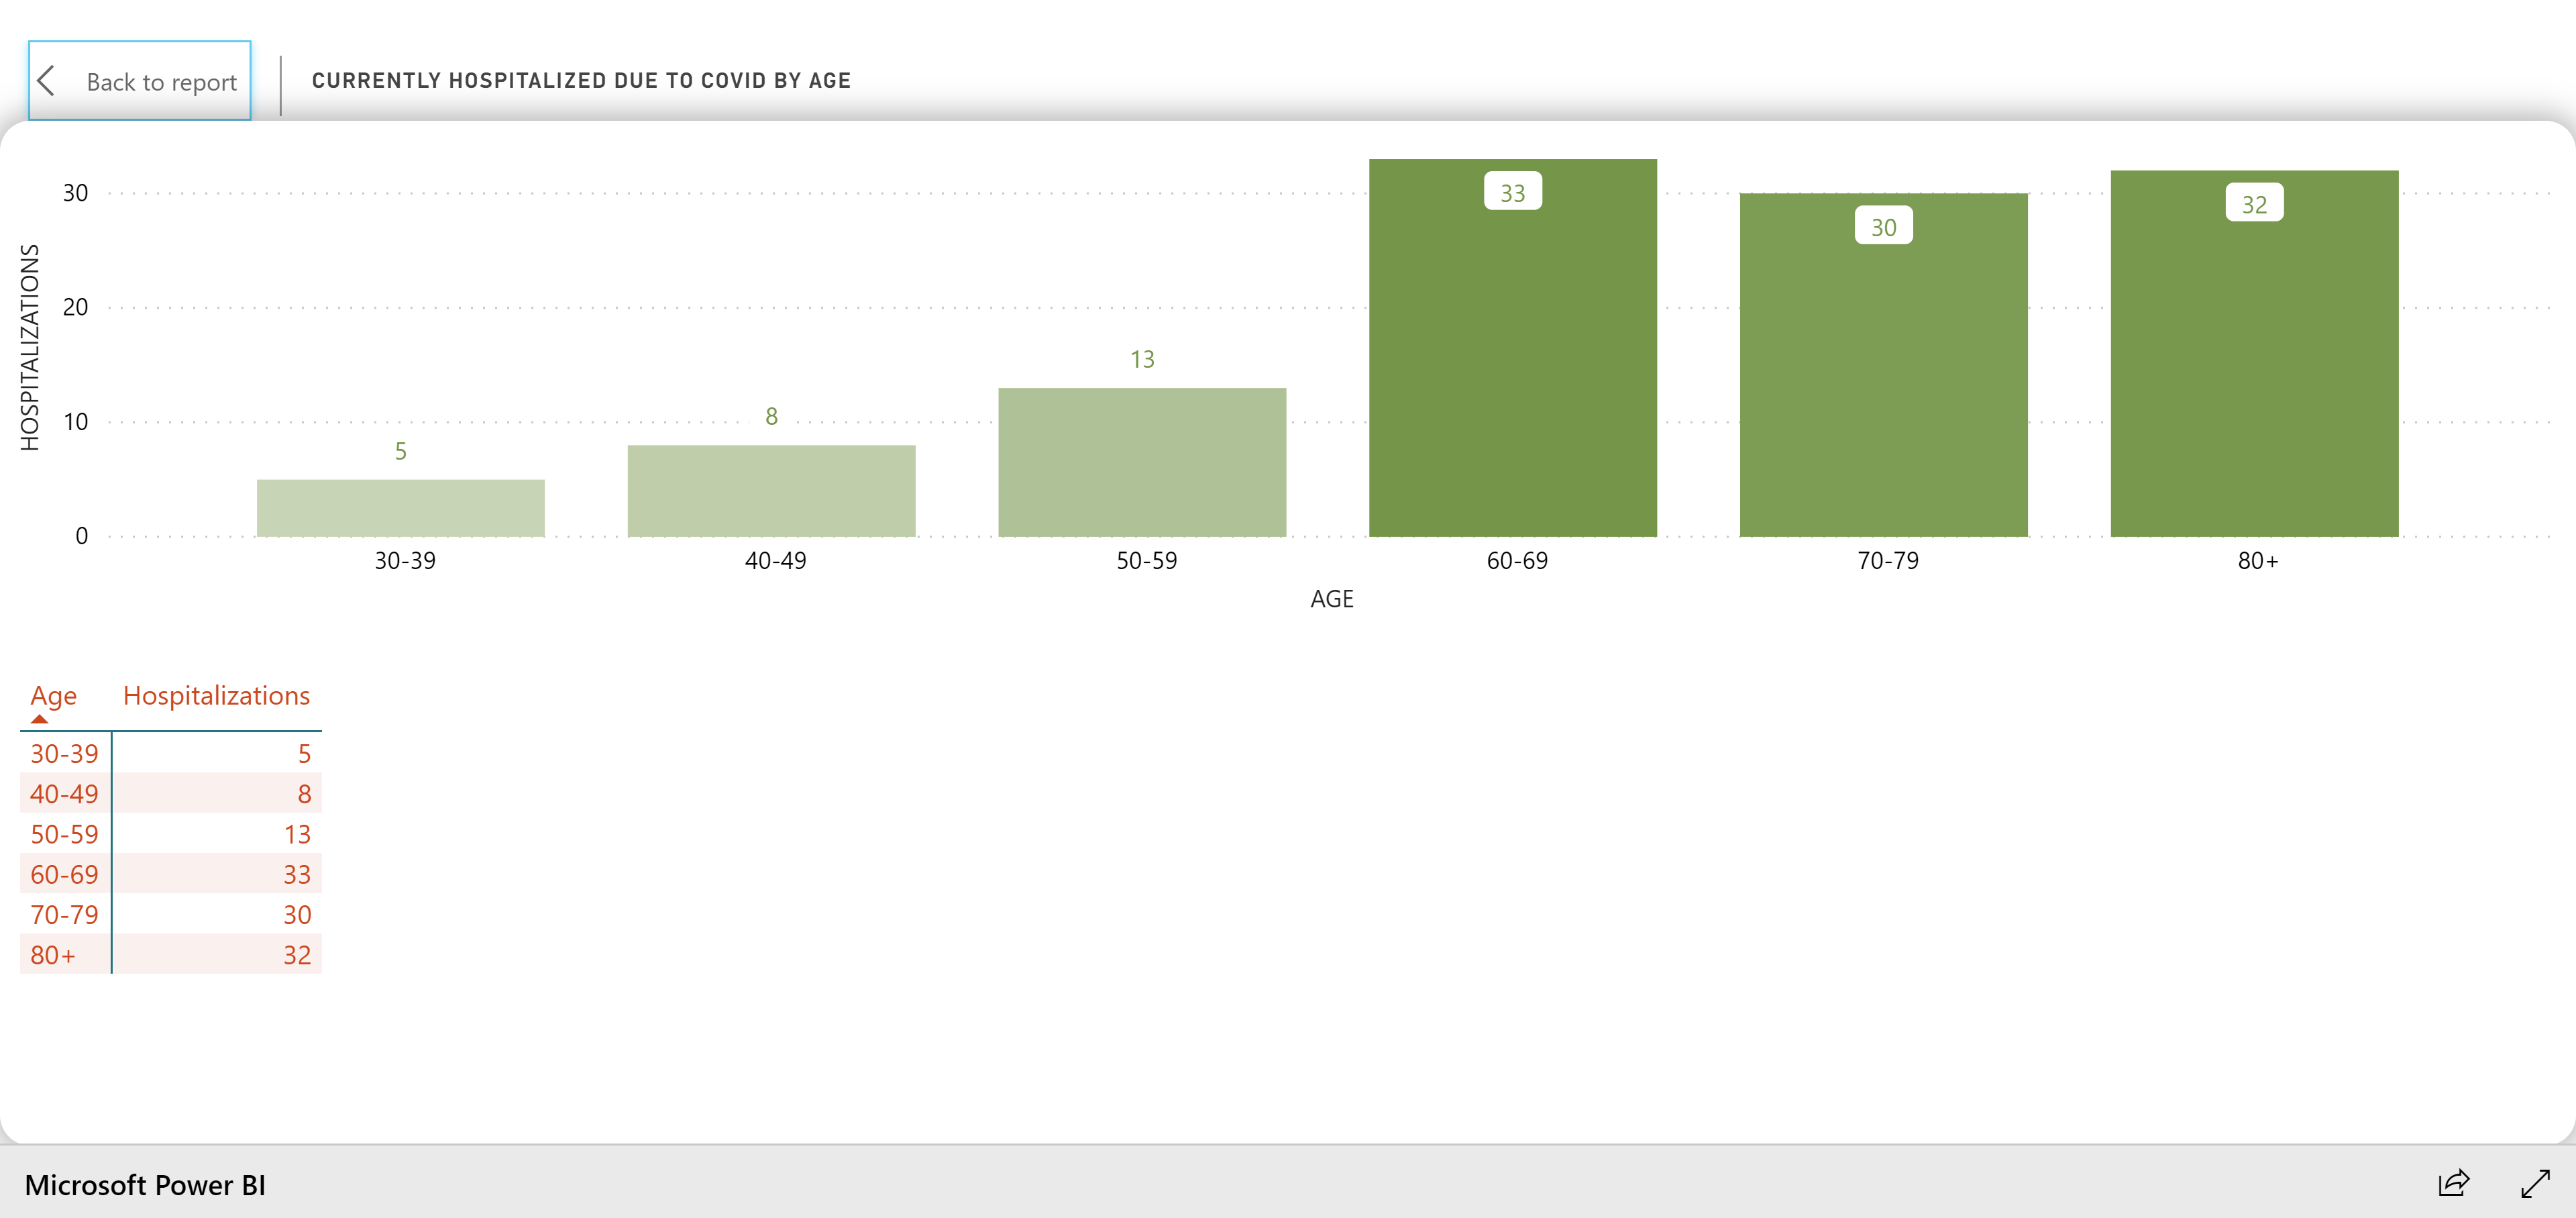 Back to report
CURRENTLY HOSPITALIZED DUE TO COVID BY AGE
HOSPITALIZATIONS
30
20
10
0
5
8
13
33
30
32
30-39 40-49 50-59 60-69 70-79 80+
AGE
Age Hospitalizations
30-39 5
40-49 8
50-59 13
60-69 33
70-79 30
80+ 32
Microsoft Power BI